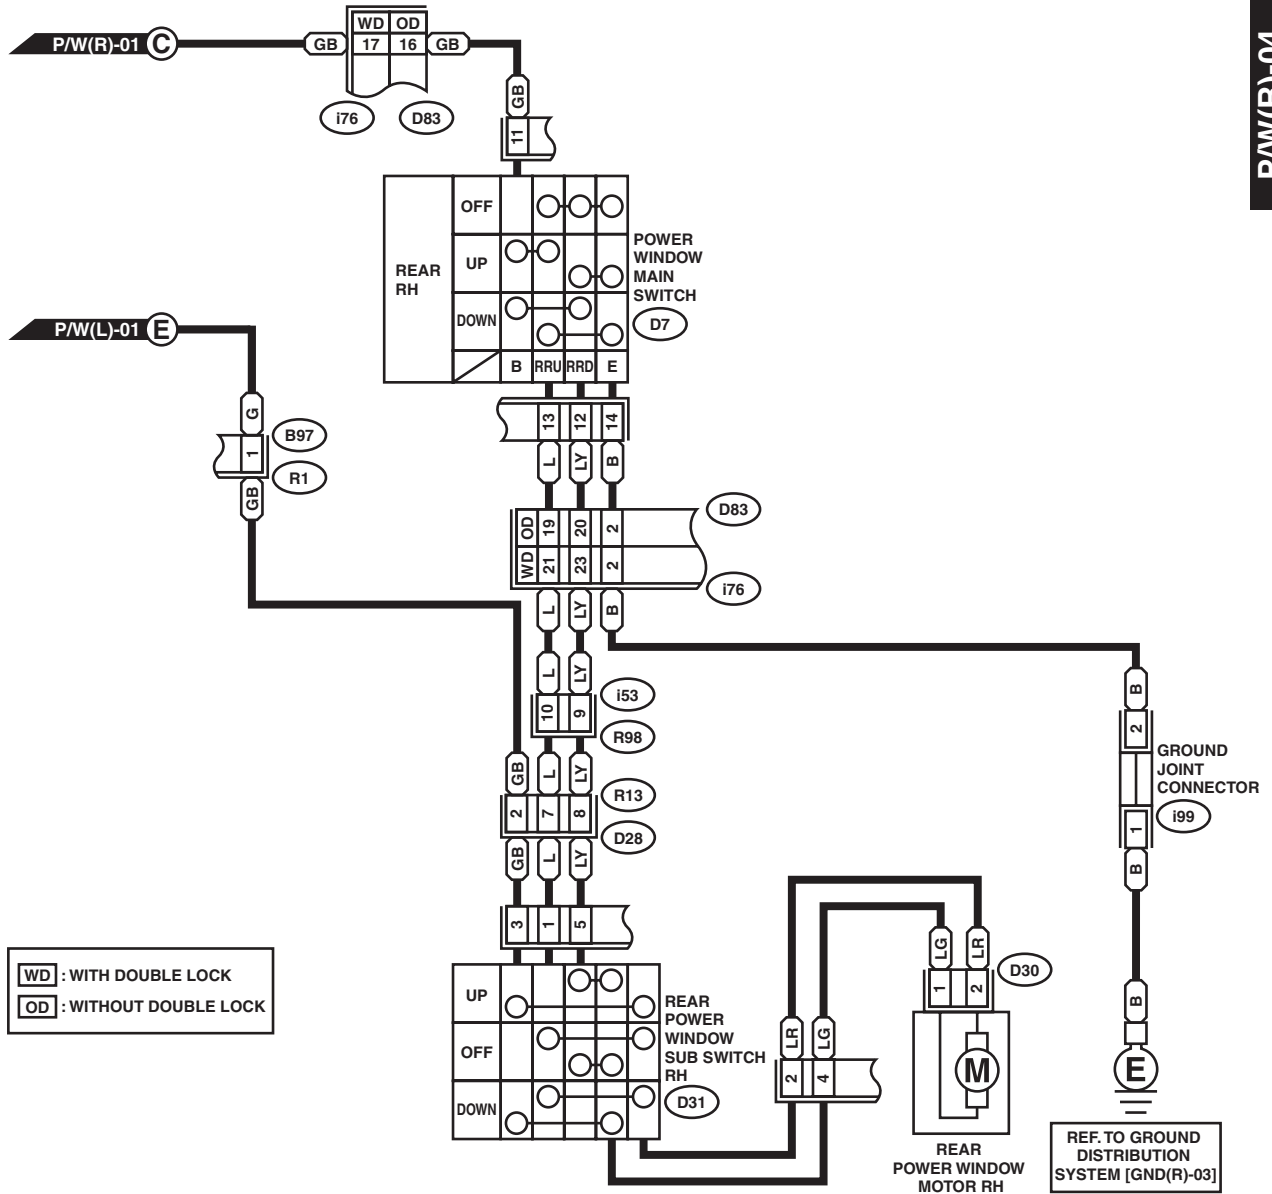 P/W(R)-04
P/W(R)-01 C
GB
WD OD
17 16
GB
i76 D83
GB
11
REAR RH
OFF
UP
DOWN
B RRU RRD E
POWER
WINDOW
MAIN
SWITCH
D7
P/W(L)-01 E
G
1
B97
R1
GB
13 12 14
L LY B
OD 19 20 2
WD 21 23 2
D83
i76
L LY B
L LY
10 9
i53
R98
GB L LY
2 7 8
R13
D28
GB L LY
3 1 5
UP
OFF
DOWN
REAR
POWER
WINDOW
SUB SWITCH
RH
D31
LR LG
2 4
LG LR
1 2
D30
M
REAR
POWER WINDOW
MOTOR RH
B
2
GROUND
JOINT
CONNECTOR
i99
1
B
B
E
REF. TO GROUND
DISTRIBUTION
SYSTEM [GND(R)-03]
WD : WITH DOUBLE LOCK
OD : WITHOUT DOUBLE LOCK